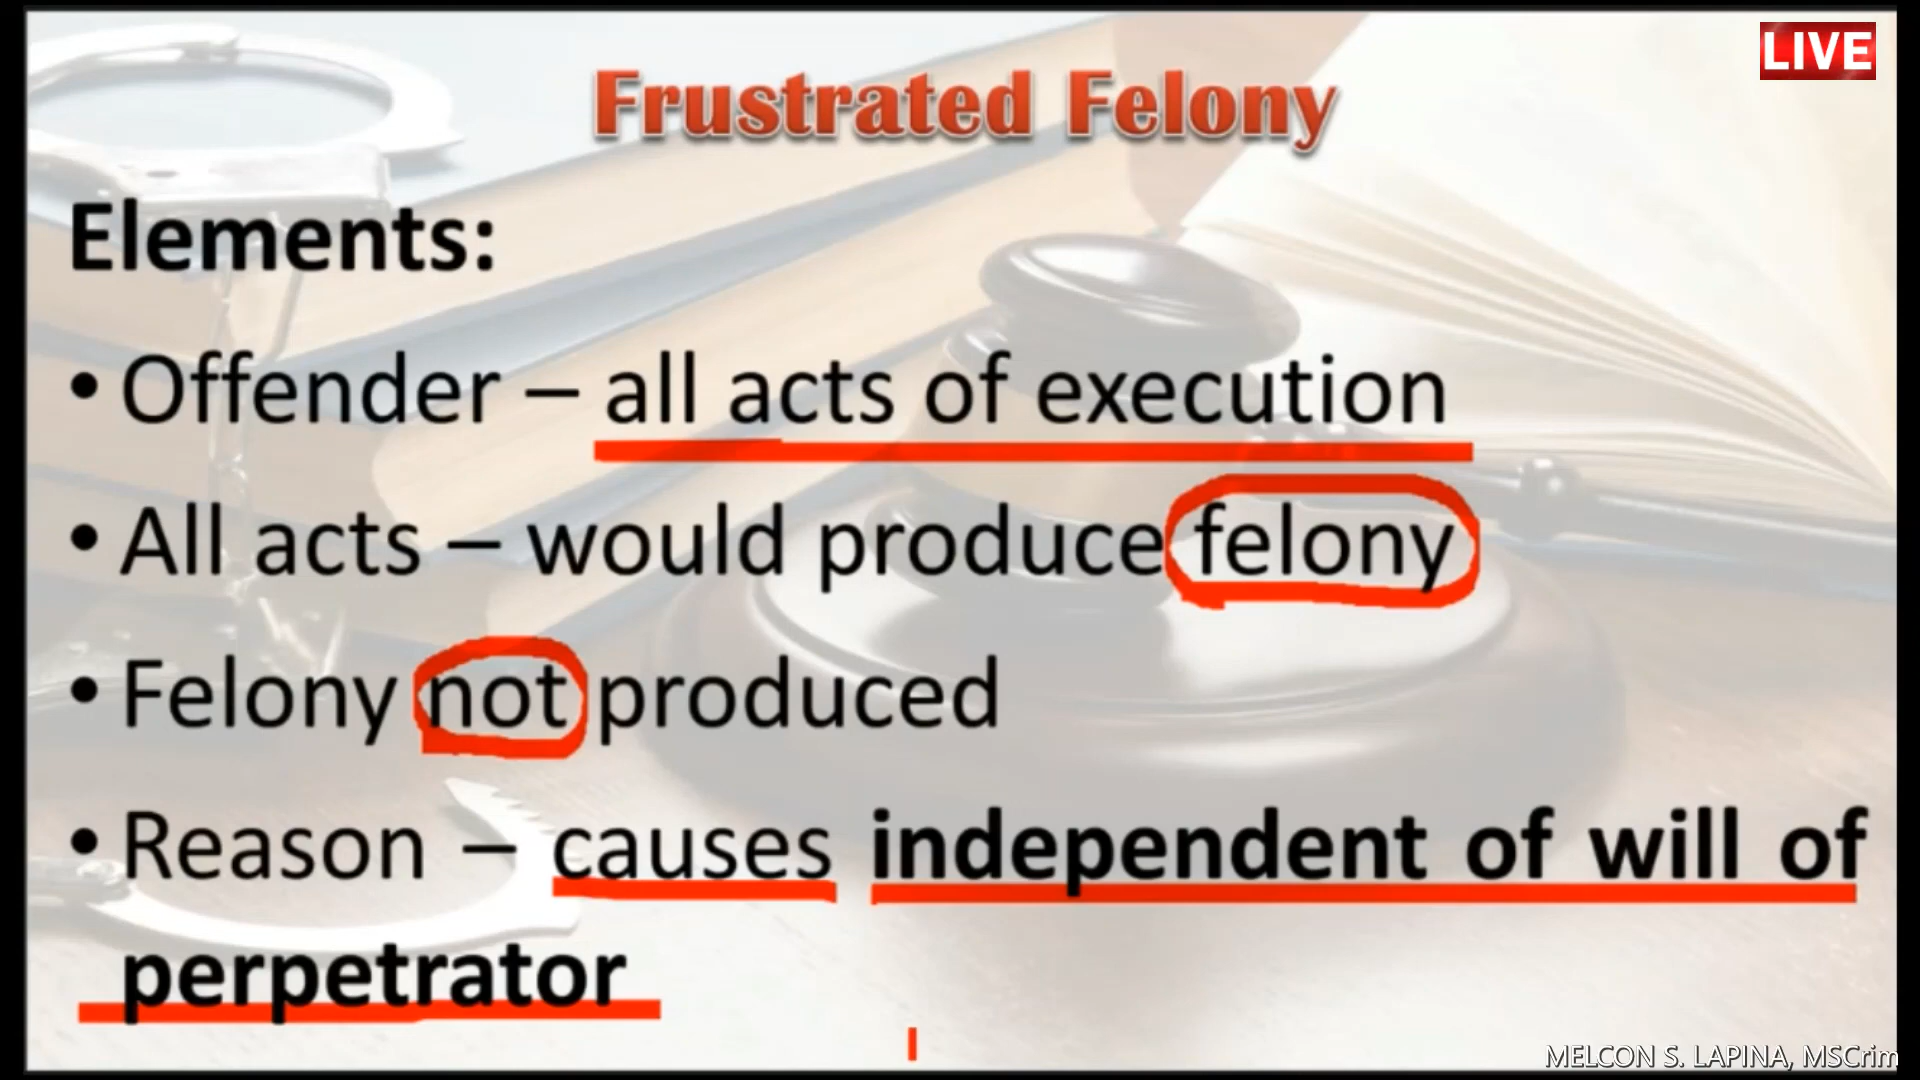 LIVE
Frustrated Felony
Elements:
• Offender – all acts of execution
• All acts – would produce felony
• Felony not produced
• Reason – causes independent of will of
perpetrator
MELCON S. LAPINA, MSCrim